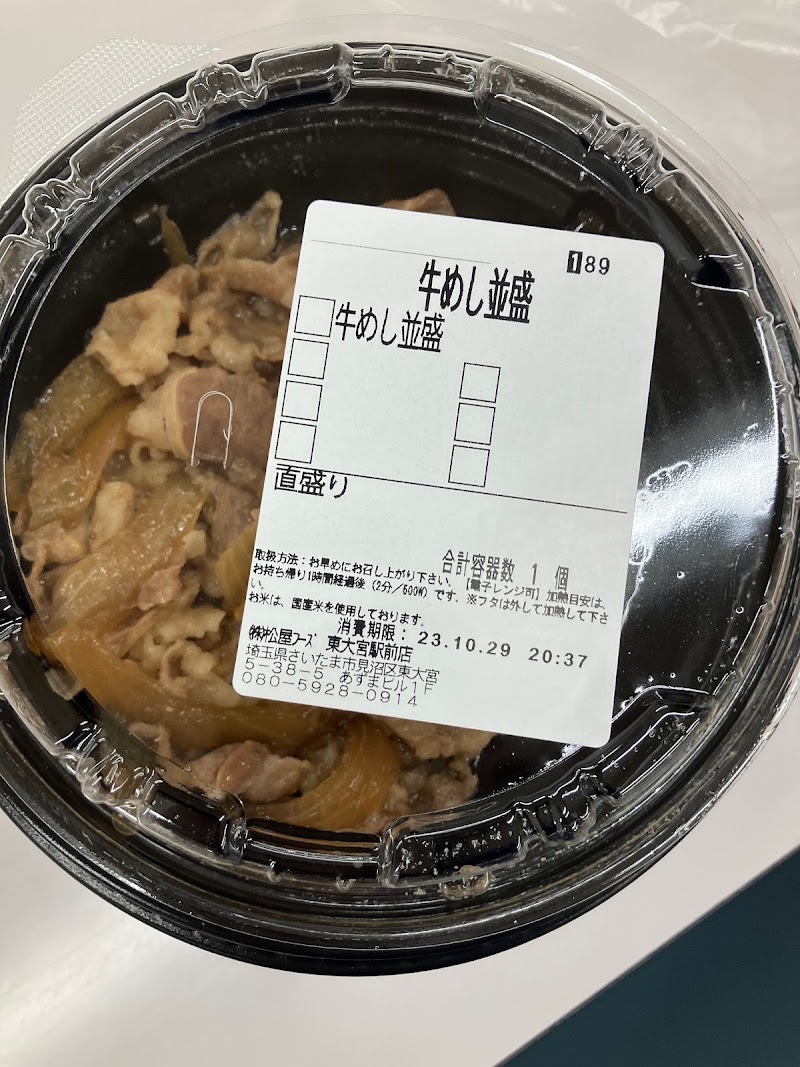 189
牛めし並盛
牛めし並盛
直盛り
合計容器数 1 個
取扱方法:お早めにお召し上がり下さい。【電子レンジ可】加熱目安は、
お持ち帰り1時間経過後(2分/600W)です。※フタは外して加熱して下さ
い。
お米は、国産米を使用しております。
消費期限:23.10.29 20:37
㈱松屋フーズ 東大宮駅前店
埼玉県さいたま市見沼区東大宮
5-38-5 あずまビル1F
080-5928-0914